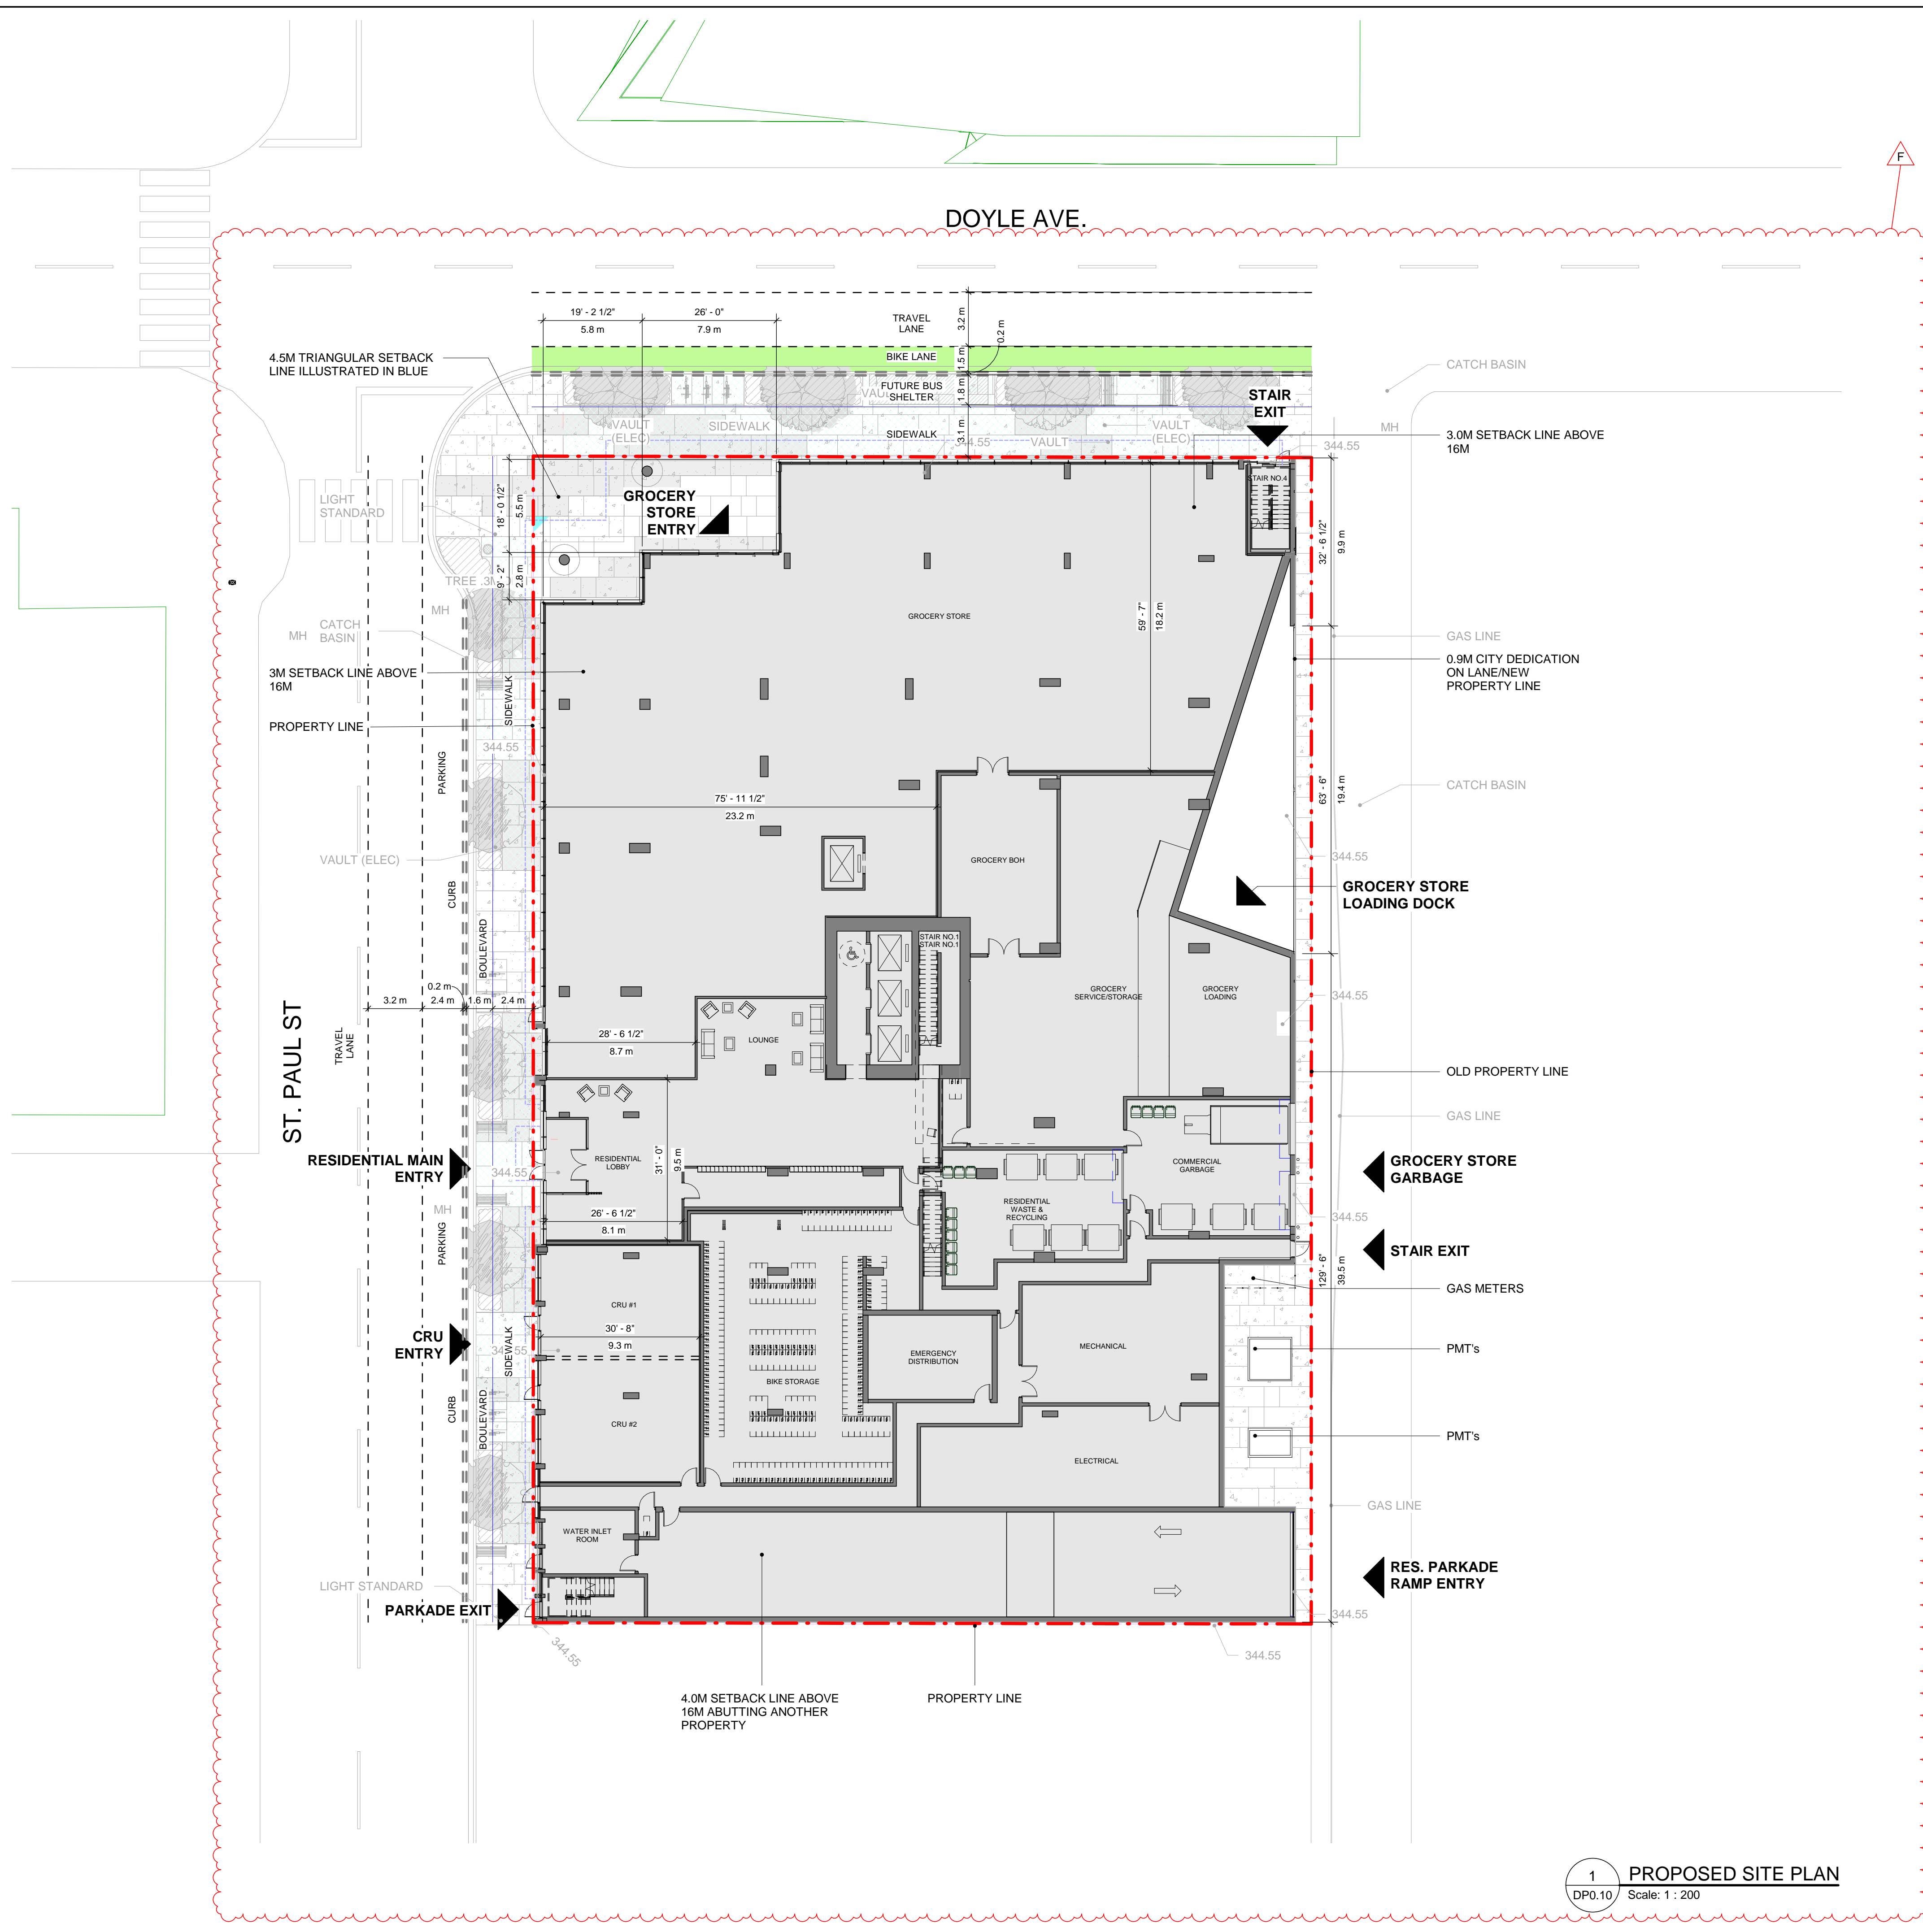 F
DOYLE AVE.
19' - 2 1/2"
5.8 m
26' - 0"
7.9 m
TRAVEL
LANE
3.2 m
0.2 m
4.5M TRIANGULAR SETBACK
LINE ILLUSTRATED IN BLUE
BIKE LANE
1.5 m
CATCH BASIN
FUTURE BUS
SHELTER
1.8 m
STAIR
EXIT
VAULT
(ELEC)
SIDEWALK
SIDEWALK
3.1 m
344.55
VAULT
VAULT
(ELEC)
MH
344.55
3.0M SETBACK LINE ABOVE
16M
LIGHT
STANDARD
18' - 0 1/2"
5.5 m
GROCERY
STORE
ENTRY
STAIR NO.4
32' - 6 1/2"
9.9 m
9' - 2"
2.8 m
MH
MH
CATCH
BASIN
GROCERY STORE
59' - 7"
18.2 m
GAS LINE
0.9M CITY DEDICATION
ON LANE/NEW
PROPERTY LINE
3M SETBACK LINE ABOVE
16M
SIDEWALK
PROPERTY LINE
344.55
PARKING
75' - 11 1/2"
23.2 m
63' - 6"
19.4 m
CATCH BASIN
VAULT (ELEC)
GROCERY BOH
344.55
CURB
GROCERY STORE
LOADING DOCK
BOULEVARD
STAIR NO.1
STAIR NO.1
GROCERY
SERVICE/STORAGE
GROCERY
LOADING
344.55
0.2 m
3.2 m
2.4 m
1.6 m
2.4 m
ST. PAUL ST
TRAVEL
LANE
28' - 6 1/2"
8.7 m
LOUNGE
OLD PROPERTY LINE
GAS LINE
RESIDENTIAL MAIN
ENTRY
344.55
RESIDENTIAL
LOBBY
31' - 0"
9.5 m
COMMERCIAL
GARBAGE
GROCERY STORE
GARBAGE
RESIDENTIAL
WASTE &
RECYCLING
MH
26' - 6 1/2"
8.1 m
344.55
PARKING
STAIR EXIT
129' - 6"
39.5 m
GAS METERS
CRU #1
CRU
ENTRY
SIDEWALK
30' - 8"
9.3 m
EMERGENCY
DISTRIBUTION
MECHANICAL
PMT's
BIKE STORAGE
CURB
BOULEVARD
CRU #2
PMT's
ELECTRICAL
GAS LINE
WATER INLET
ROOM
LIGHT STANDARD
RES. PARKADE
RAMP ENTRY
PARKADE EXIT
344.55
344.55
344.55
4.0M SETBACK LINE ABOVE
16M ABUTTING ANOTHER
PROPERTY
PROPERTY LINE
1
DP0.10
PROPOSED SITE PLAN
Scale: 1 : 200